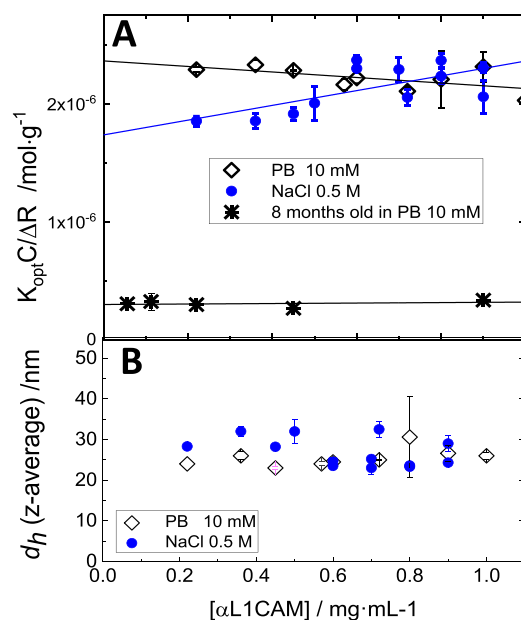 A
K_optC/ΔR /mol·g⁻¹
2x10⁻⁶
1x10⁻⁶
0
PB 10 mM
NaCl 0.5 M
8 months old in PB 10 mM
B
d_h (z-average) /nm
50
40
30
20
10
0
PB 10 mM
NaCl 0.5 M
0.0 0.2 0.4 0.6 0.8 1.0
[αL1CAM] / mg·mL-1